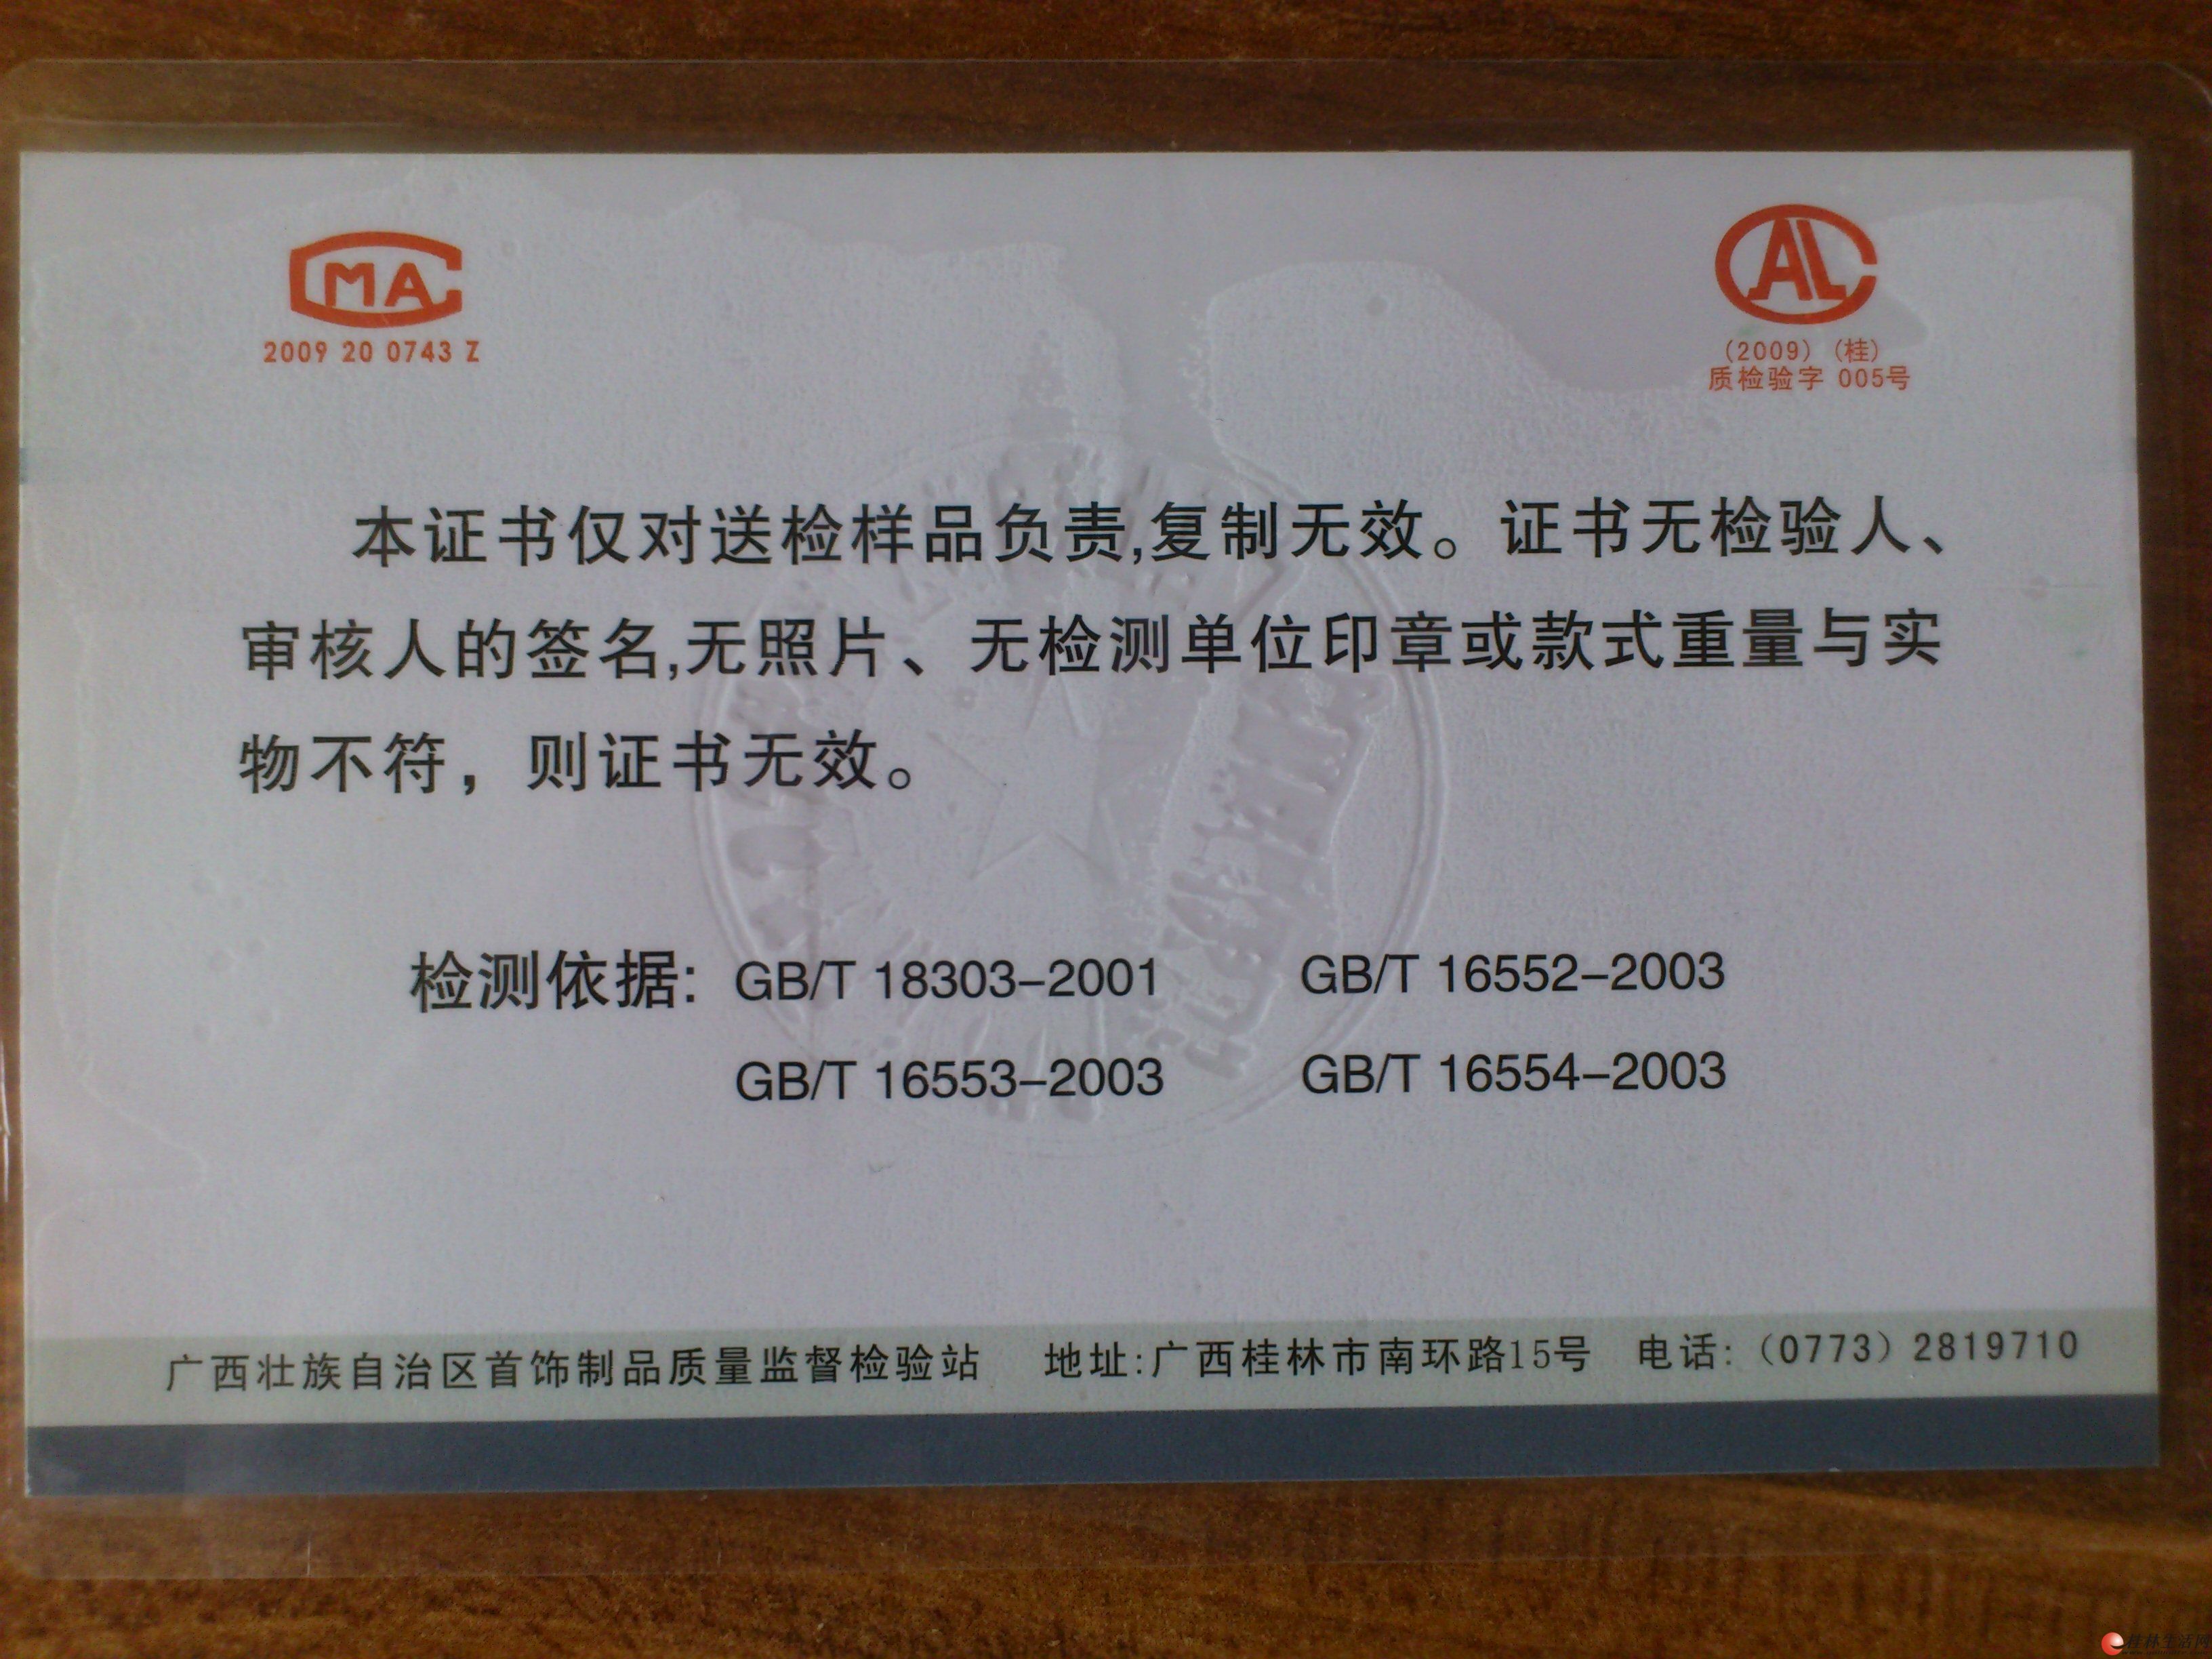 CMA
2009 20 0743 Z
CAL
（2009）（桂）
质检验字 005号
本证书仅对送检样品负责,复制无效。证书无检验人、
审核人的签名,无照片、无检测单位印章或款式重量与实
物不符，则证书无效。
检测依据: GB/T 18303-2001 GB/T 16552-2003
GB/T 16553-2003 GB/T 16554-2003
广西壮族自治区首饰制品质量监督检验站 地址:广西桂林市南环路15号 电话:（0773）2819710
桂林生活网